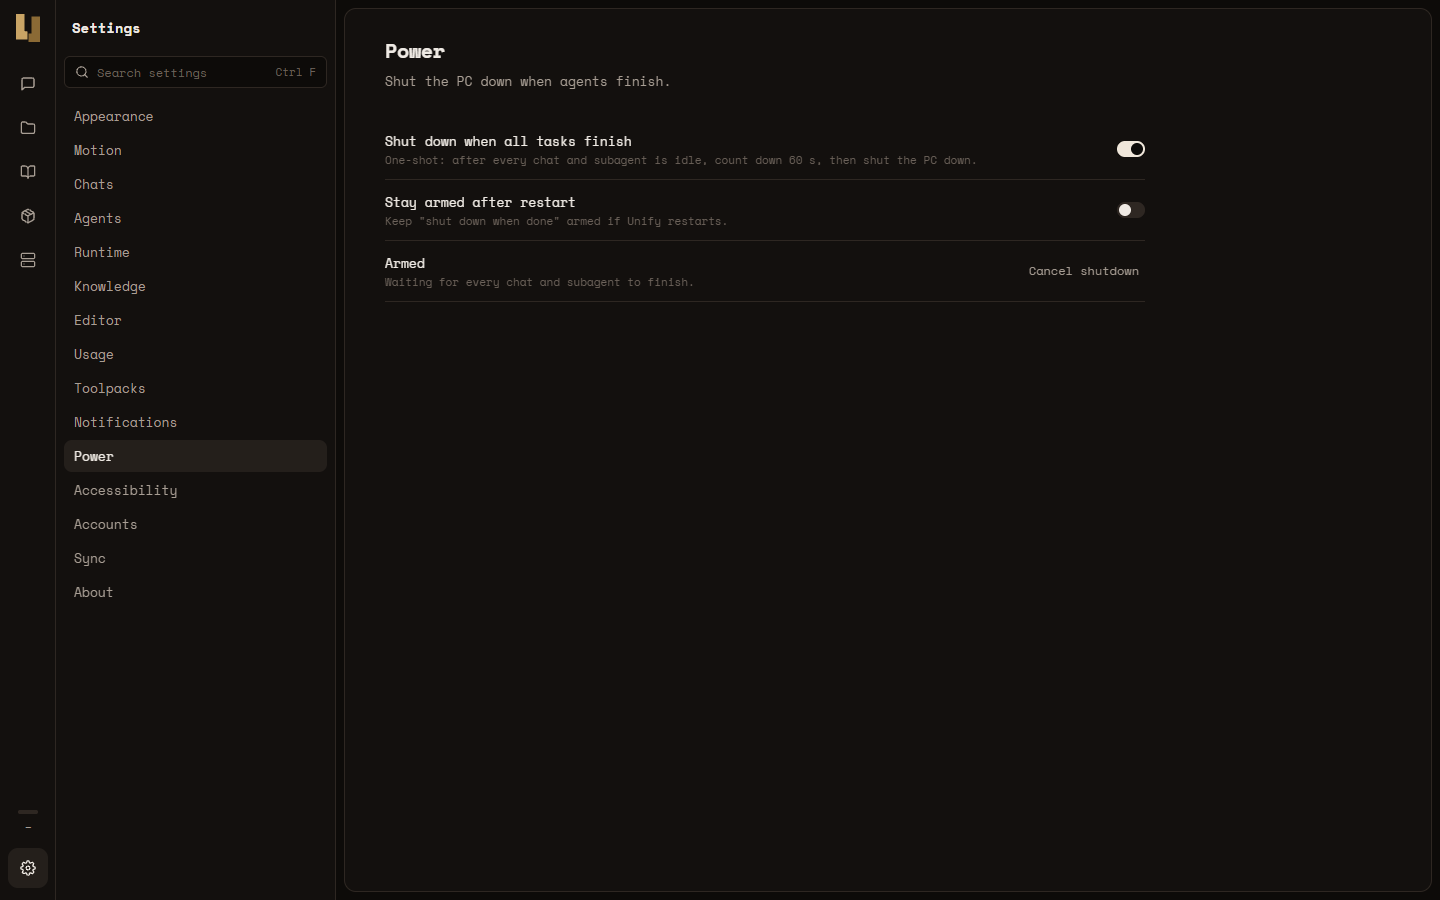 Settings
Search settings Ctrl F
Appearance
Motion
Chats
Agents
Runtime
Knowledge
Editor
Usage
Toolpacks
Notifications
Power
Accessibility
Accounts
Sync
About
Power
Shut the PC down when agents finish.
Shut down when all tasks finish
One-shot: after every chat and subagent is idle, count down 60 s, then shut the PC down.
Stay armed after restart
Keep "shut down when done" armed if Unify restarts.
Armed
Waiting for every chat and subagent to finish.
Cancel shutdown